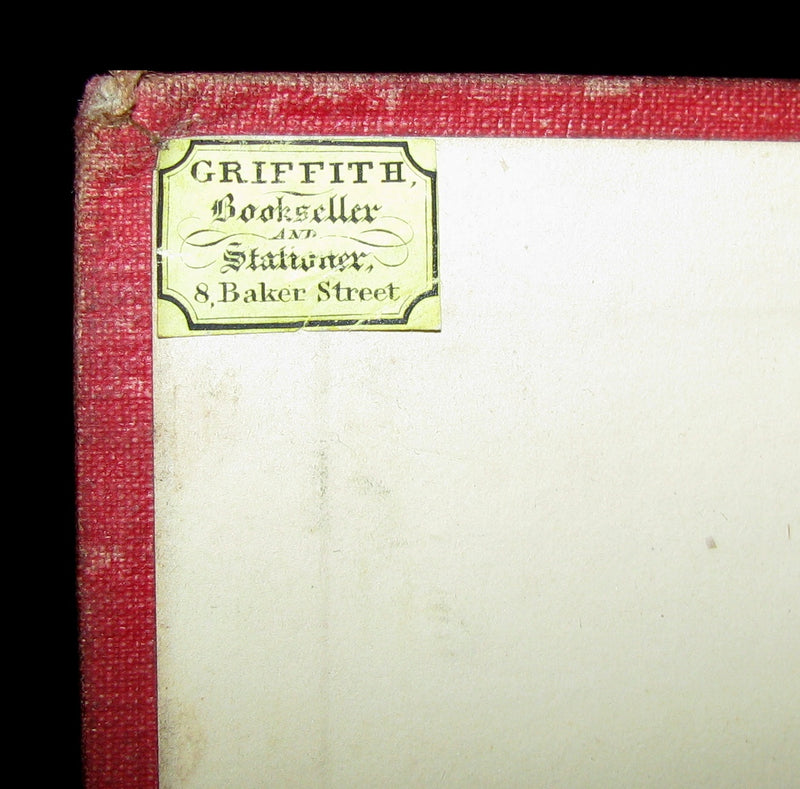 GRIFFITH,
Bookseller
AND
Stationer,
8, Baker Street